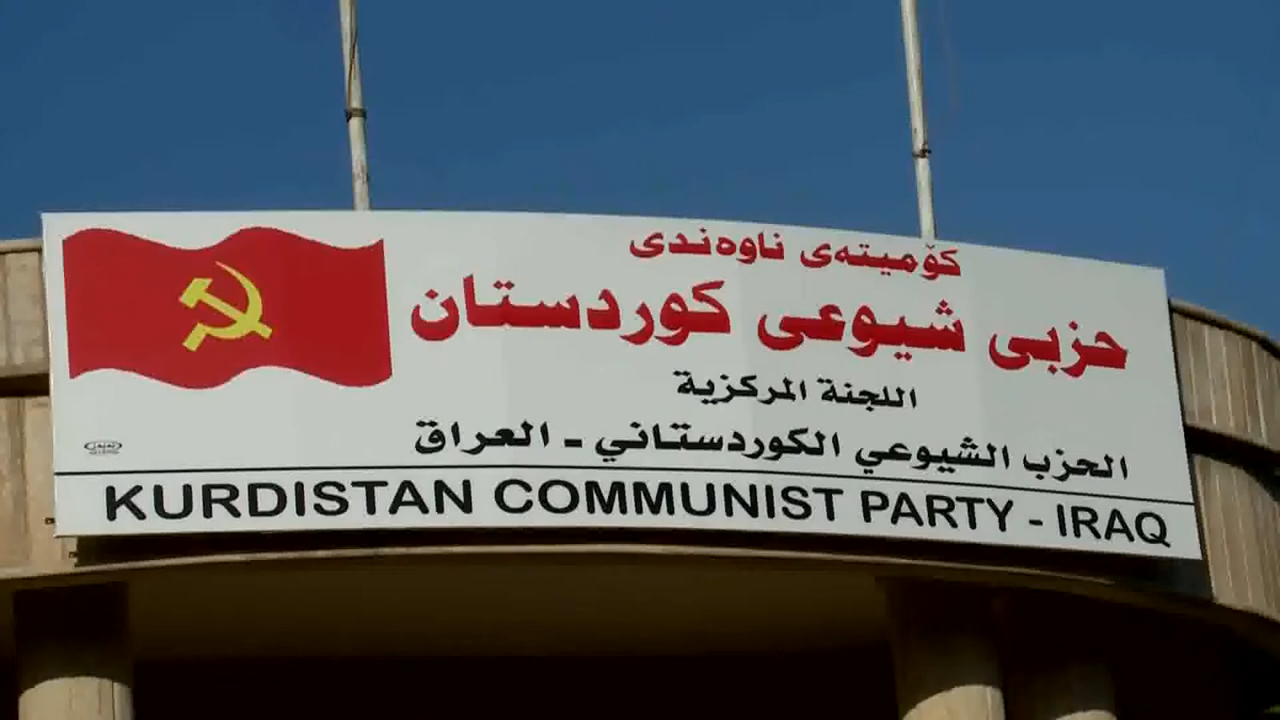 کۆمیتەی ناوەندی
حزبی شیوعی کوردستان
اللجنة المركزية
الحزب الشيوعي الكوردستاني - العراق
KURDISTAN COMMUNIST PARTY - IRAQ